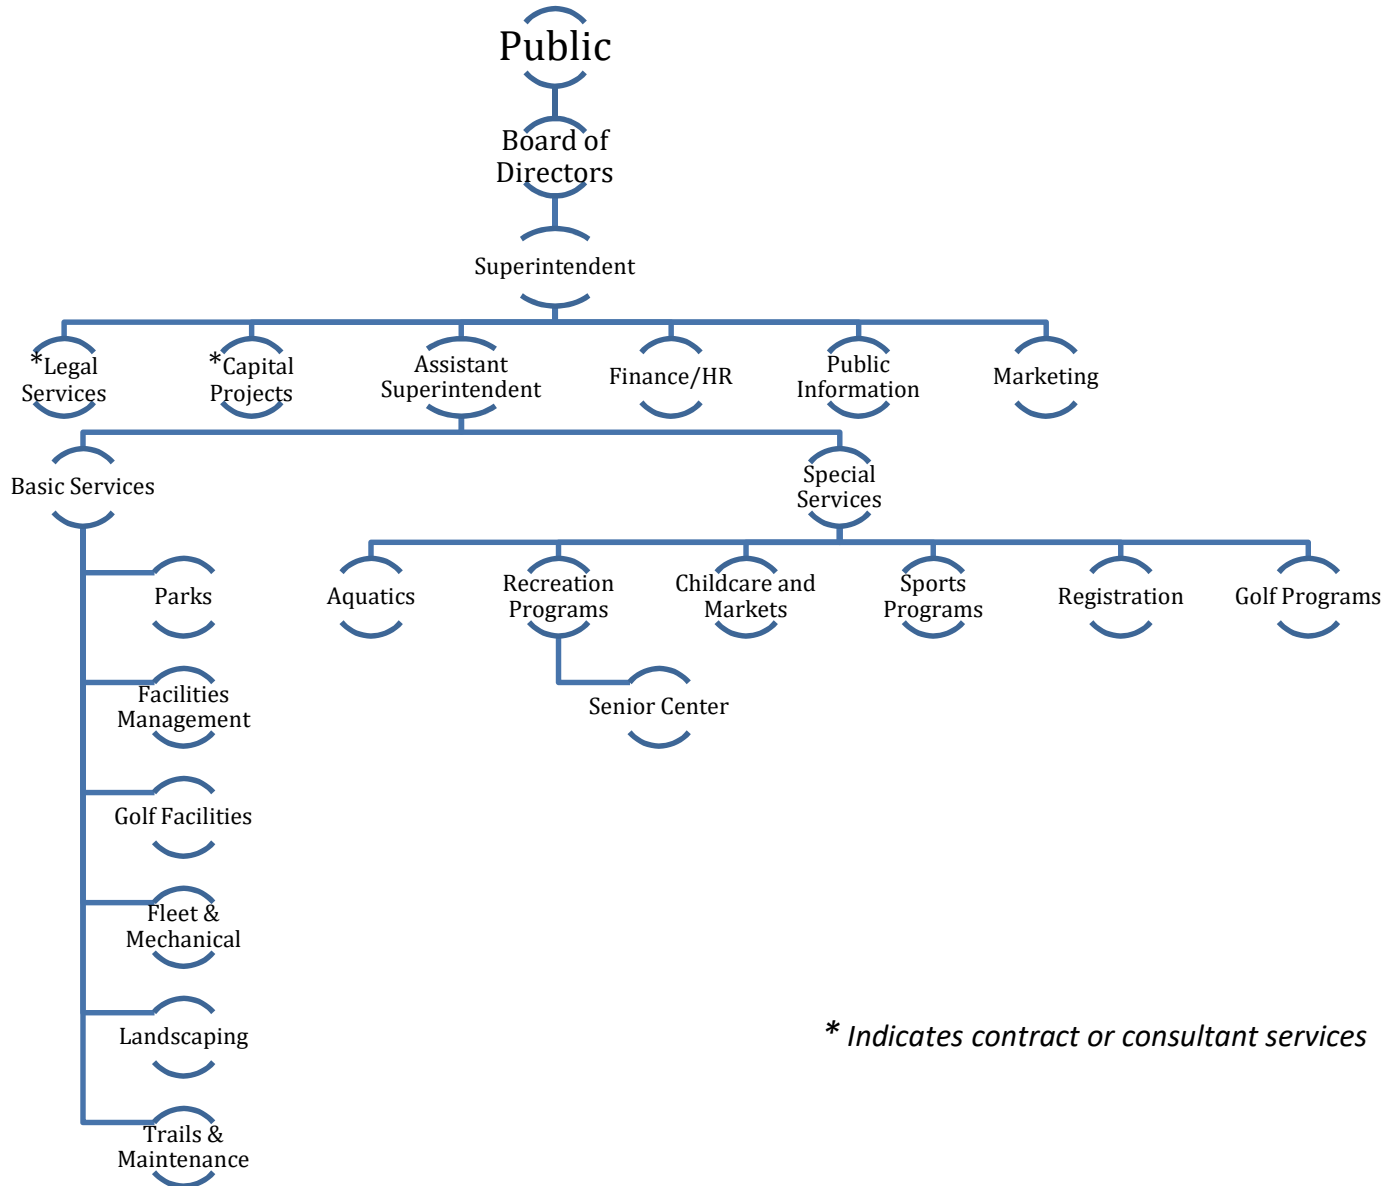 Public
Board of
Directors
Superintendent
*Legal
Services
*Capital
Projects
Assistant
Superintendent
Finance/HR
Public
Information
Marketing
Basic Services
Special
Services
Parks
Aquatics
Recreation
Programs
Childcare and
Markets
Sports
Programs
Registration
Golf Programs
Facilities
Management
Senior Center
Golf Facilities
Fleet &
Mechanical
Landscaping
* Indicates contract or consultant services
Trails &
Maintenance